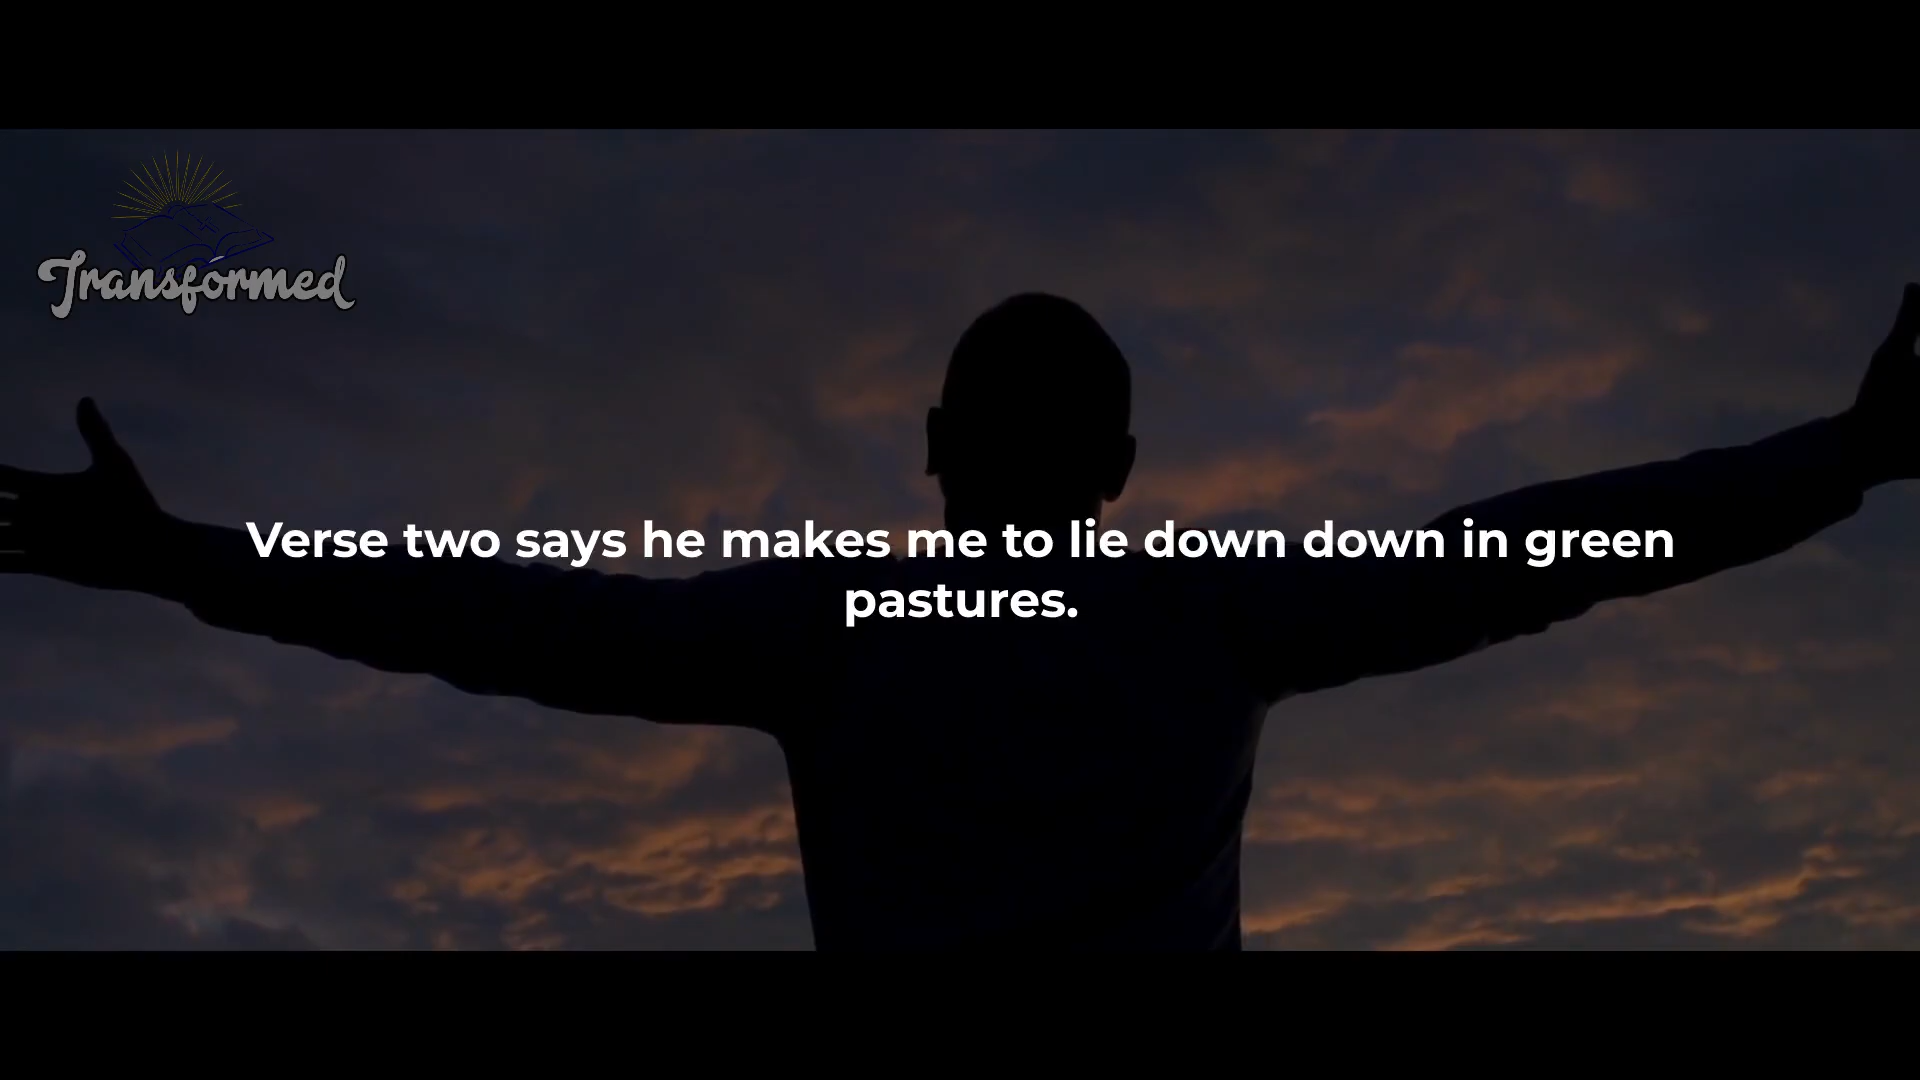 Transformed
Verse two says he makes me to lie down down in green
pastures.